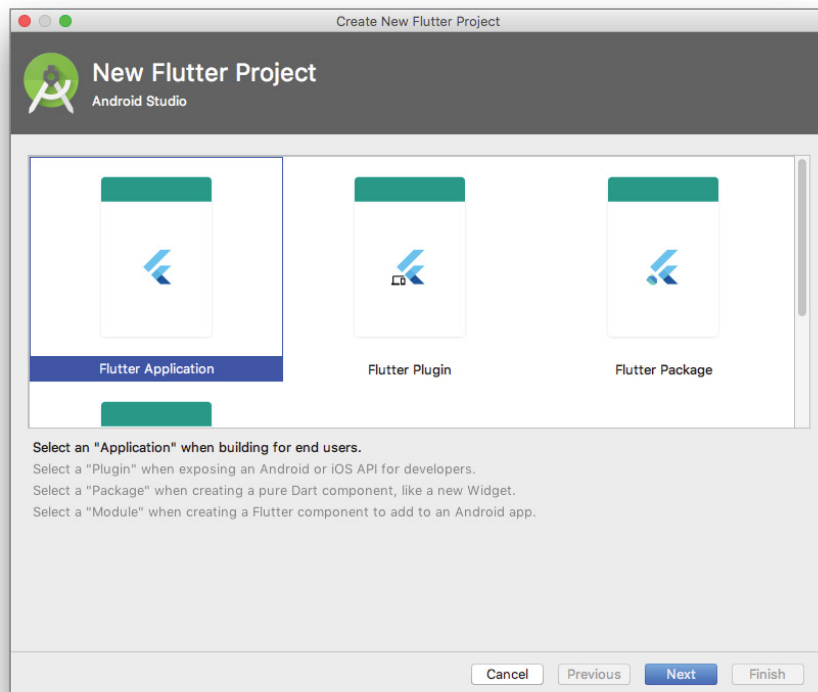 Create New Flutter Project
New Flutter Project
Android Studio
Flutter Application
Flutter Plugin
Flutter Package
Select an "Application" when building for end users.
Select a "Plugin" when exposing an Android or iOS API for developers.
Select a "Package" when creating a pure Dart component, like a new Widget.
Select a "Module" when creating a Flutter component to add to an Android app.
Cancel
Previous
Next
Finish